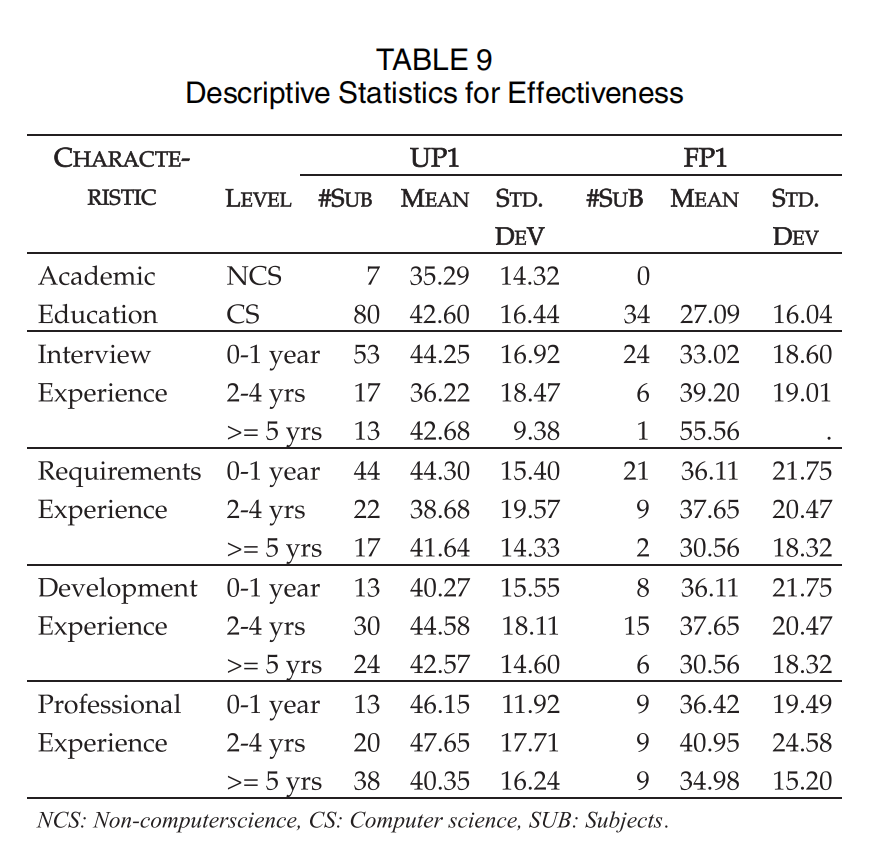 TABLE 9
Descriptive Statistics for Effectiveness
CHARACTE- UP1 FP1
RISTIC LEVEL #SUB MEAN STD. #SUB MEAN STD.
DEV DEV
Academic NCS 7 35.29 14.32 0
Education CS 80 42.60 16.44 34 27.09 16.04
Interview 0-1 year 53 44.25 16.92 24 33.02 18.60
Experience 2-4 yrs 17 36.22 18.47 6 39.20 19.01
>= 5 yrs 13 42.68 9.38 1 55.56 .
Requirements 0-1 year 44 44.30 15.40 21 36.11 21.75
Experience 2-4 yrs 22 38.68 19.57 9 37.65 20.47
>= 5 yrs 17 41.64 14.33 2 30.56 18.32
Development 0-1 year 13 40.27 15.55 8 36.11 21.75
Experience 2-4 yrs 30 44.58 18.11 15 37.65 20.47
>= 5 yrs 24 42.57 14.60 6 30.56 18.32
Professional 0-1 year 13 46.15 11.92 9 36.42 19.49
Experience 2-4 yrs 20 47.65 17.71 9 40.95 24.58
>= 5 yrs 38 40.35 16.24 9 34.98 15.20
NCS: Non-computerscience, CS: Computer science, SUB: Subjects.